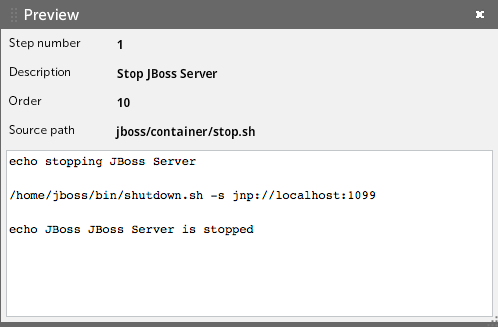 Preview
Step number 1
Description Stop JBoss Server
Order 10
Source path jboss/container/stop.sh
echo stopping JBoss Server
/home/jboss/bin/shutdown.sh -s jnp://localhost:1099
echo JBoss JBoss Server is stopped